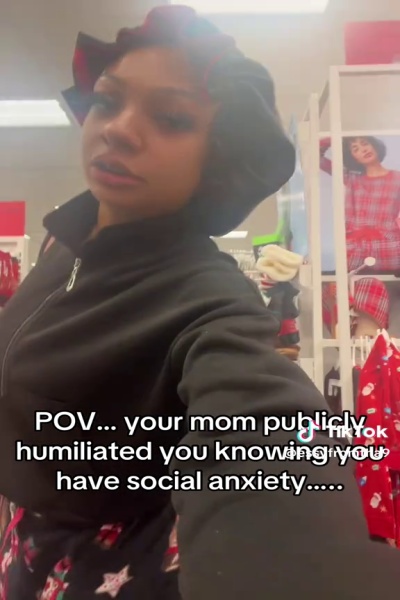 POV... your mom publicly
TikTok
humiliated you knowing you
have social anxiety.....